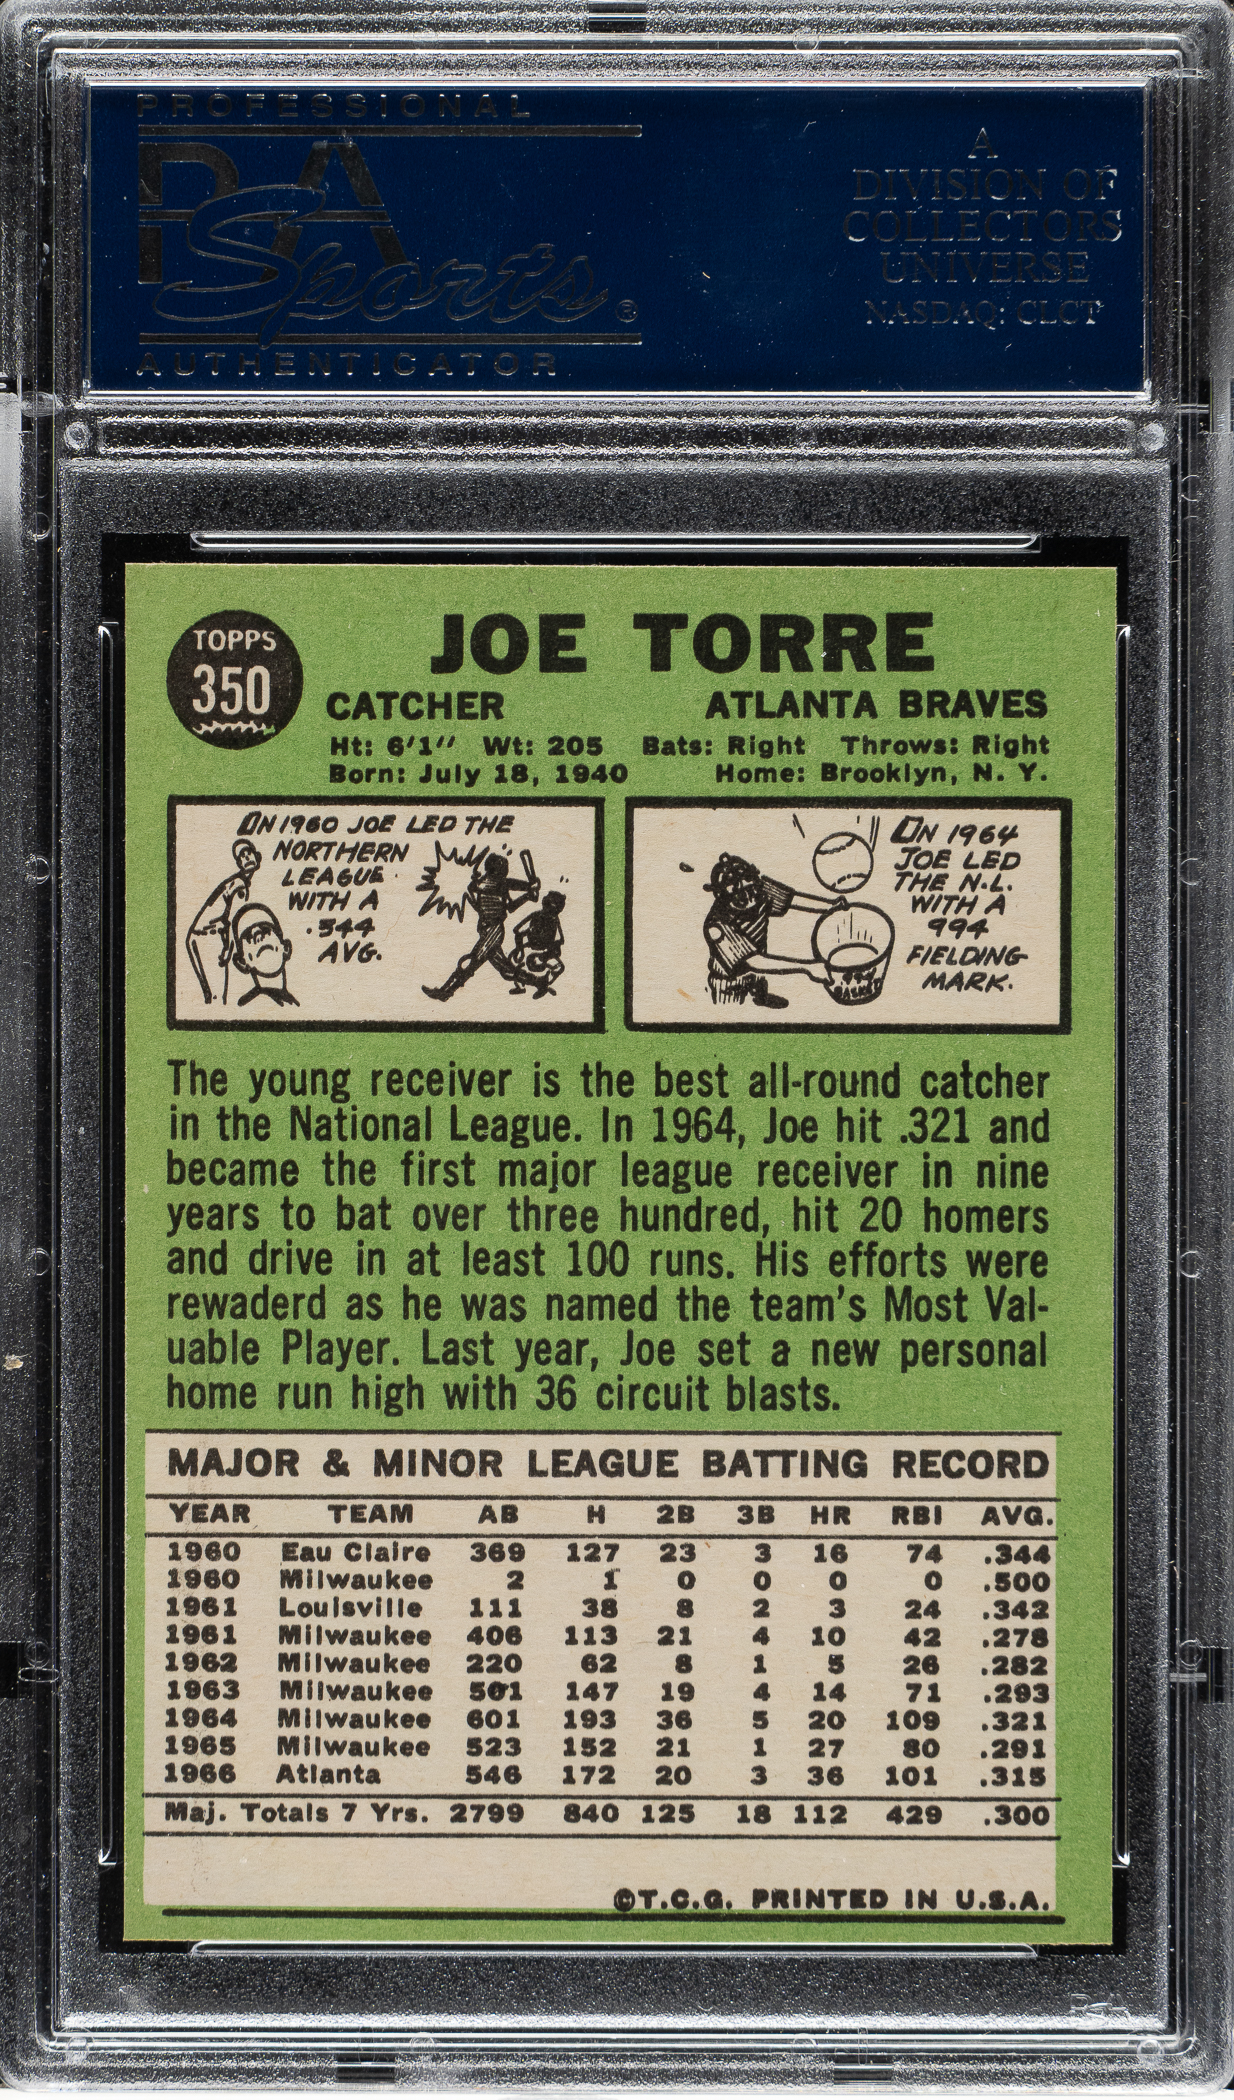 PROFESSIONAL
PSA
Sports®
AUTHENTICATOR
A
DIVISION OF
COLLECTORS
UNIVERSE
NASDAQ: CLCT
TOPPS
350
JOE TORRE
CATCHER ATLANTA BRAVES
Ht: 6'1" Wt: 205 Bats: Right Throws: Right
Born: July 18, 1940 Home: Brooklyn, N. Y.
ON 1960 JOE LED THE
NORTHERN
LEAGUE
WITH A
.344
AVG.
ON 1964
JOE LED
THE N.L.
WITH A
994
FIELDING
MARK.
The young receiver is the best all-round catcher
in the National League. In 1964, Joe hit .321 and
became the first major league receiver in nine
years to bat over three hundred, hit 20 homers
and drive in at least 100 runs. His efforts were
rewaderd as he was named the team's Most Val-
uable Player. Last year, Joe set a new personal
home run high with 36 circuit blasts.
MAJOR & MINOR LEAGUE BATTING RECORD
YEAR TEAM AB H 2B 3B HR RBI AVG.
1960 Eau Claire 369 127 23 3 16 74 .344
1960 Milwaukee 2 1 0 0 0 0 .500
1961 Louisville 111 38 8 2 3 24 .342
1961 Milwaukee 406 113 21 4 10 42 .278
1962 Milwaukee 220 62 8 1 5 26 .282
1963 Milwaukee 501 147 19 4 14 71 .293
1964 Milwaukee 601 193 36 5 20 109 .321
1965 Milwaukee 523 152 21 1 27 80 .291
1966 Atlanta 546 172 20 3 36 101 .315
Maj. Totals 7 Yrs. 2799 840 125 18 112 429 .300
©T.C.G. PRINTED IN U.S.A.
PSA